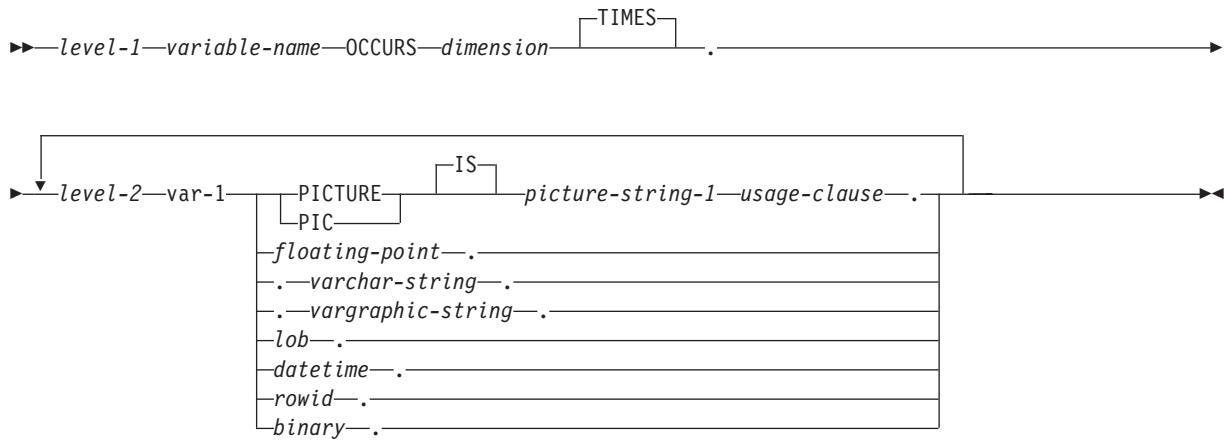 TIMES
level-1 variable-name OCCURS dimension .
IS
level-2 var-1 PICTURE picture-string-1 usage-clause .
PIC
floating-point .
. varchar-string .
. vargraphic-string .
lob .
datetime .
rowid .
binary .